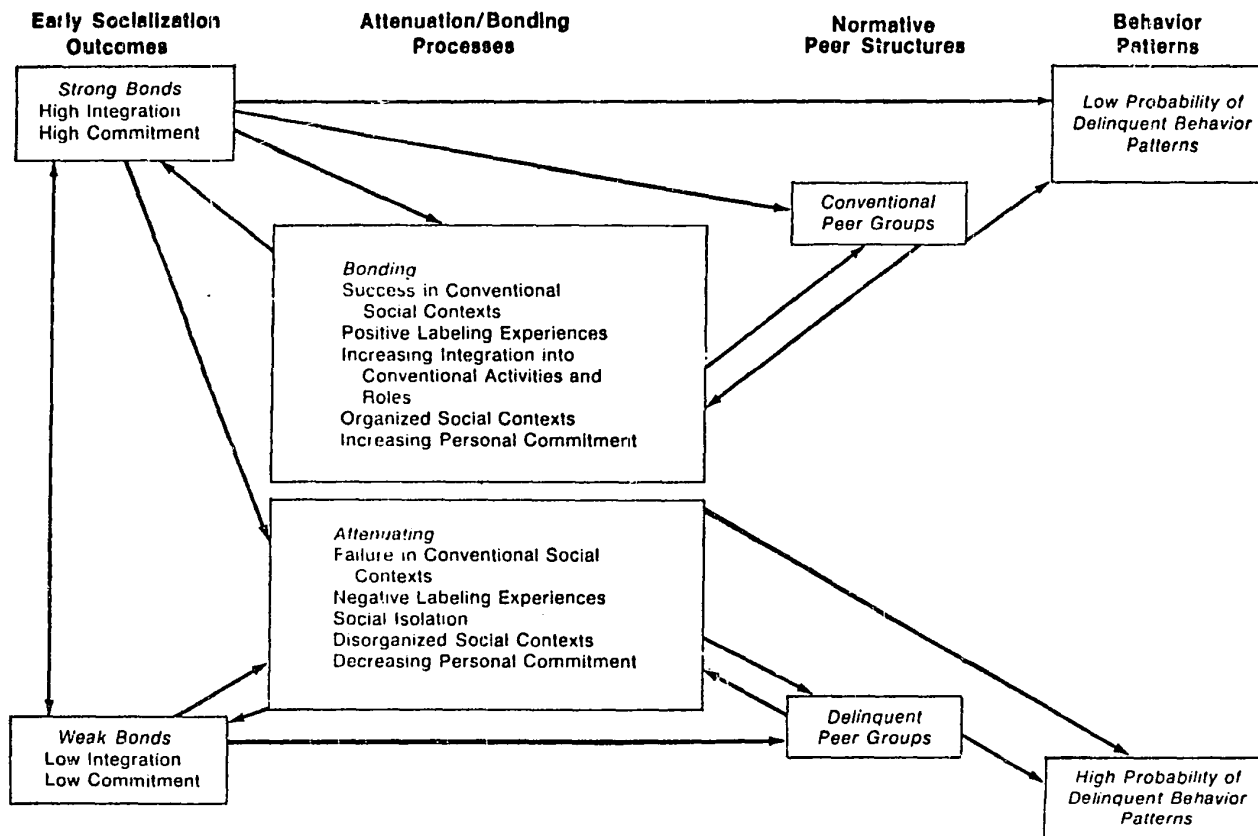 Early Socialization
Outcomes
Attenuation/Bonding
Processes
Normative
Peer Structures
Behavior
Patterns
Strong Bonds
High Integration
High Commitment
Low Probability of
Delinquent Behavior
Patterns
Conventional
Peer Groups
Bonding
Success in Conventional
Social Contexts
Positive Labeling Experiences
Increasing Integration into
Conventional Activities and
Roles
Organized Social Contexts
Increasing Personal Commitment
Attenuating
Failure in Conventional Social
Contexts
Negative Labeling Experiences
Social Isolation
Disorganized Social Contexts
Decreasing Personal Commitment
Weak Bonds
Low Integration
Low Commitment
Delinquent
Peer Groups
High Probability of
Delinquent Behavior
Patterns